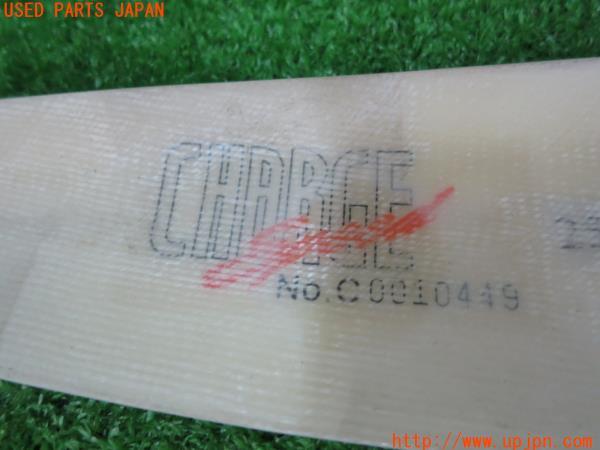 USED PARTS JAPAN
CHARGE
No.C0010449
http://www.upjpn.com/